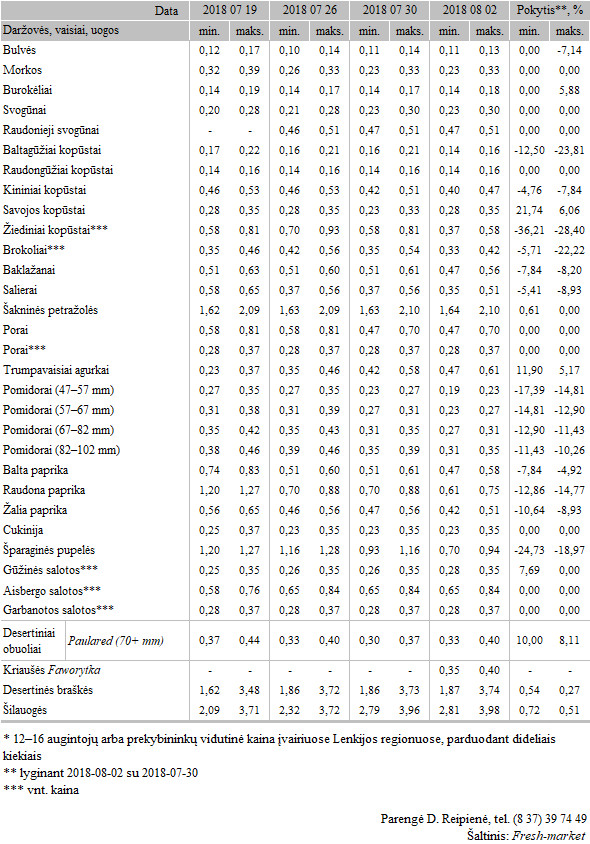 Data 2018 07 19 2018 07 26 2018 07 30 2018 08 02 Pokytis**, %
Daržovės, vaisiai, uogos min. maks. min. maks. min. maks. min. maks. min. maks.
Bulvės 0,12 0,17 0,10 0,14 0,11 0,14 0,11 0,13 0,00 -7,14
Morkos 0,32 0,39 0,26 0,33 0,23 0,33 0,23 0,33 0,00 0,00
Burokėliai 0,14 0,19 0,14 0,17 0,14 0,17 0,14 0,18 0,00 5,88
Svogūnai 0,20 0,28 0,21 0,28 0,23 0,30 0,23 0,30 0,00 0,00
Raudonieji svogūnai - - 0,46 0,51 0,47 0,51 0,47 0,51 0,00 0,00
Baltagūžiai kopūstai 0,17 0,22 0,16 0,21 0,16 0,21 0,14 0,16 -12,50 -23,81
Raudongūžiai kopūstai 0,14 0,16 0,14 0,16 0,14 0,16 0,14 0,16 0,00 0,00
Kininiai kopūstai 0,46 0,53 0,46 0,53 0,42 0,51 0,40 0,47 -4,76 -7,84
Savojos kopūstai 0,28 0,35 0,28 0,35 0,23 0,33 0,28 0,35 21,74 6,06
Žiediniai kopūstai*** 0,58 0,81 0,70 0,93 0,58 0,81 0,37 0,58 -36,21 -28,40
Brokoliai*** 0,35 0,46 0,42 0,56 0,35 0,54 0,33 0,42 -5,71 -22,22
Baklažanai 0,51 0,63 0,51 0,60 0,51 0,61 0,47 0,56 -7,84 -8,20
Salierai 0,58 0,65 0,37 0,56 0,37 0,56 0,35 0,51 -5,41 -8,93
Šakninės petražolės 1,62 2,09 1,63 2,09 1,63 2,10 1,64 2,10 0,61 0,00
Porai 0,58 0,81 0,58 0,81 0,47 0,70 0,47 0,70 0,00 0,00
Porai*** 0,28 0,37 0,28 0,37 0,28 0,37 0,28 0,37 0,00 0,00
Trumpavaisiai agurkai 0,23 0,37 0,35 0,46 0,42 0,58 0,47 0,61 11,90 5,17
Pomidorai (47–57 mm) 0,27 0,35 0,27 0,35 0,23 0,27 0,19 0,23 -17,39 -14,81
Pomidorai (57–67 mm) 0,31 0,38 0,31 0,39 0,27 0,31 0,23 0,27 -14,81 -12,90
Pomidorai (67–82 mm) 0,35 0,42 0,35 0,43 0,31 0,35 0,27 0,31 -12,90 -11,43
Pomidorai (82–102 mm) 0,38 0,46 0,39 0,46 0,35 0,39 0,31 0,35 -11,43 -10,26
Balta paprika 0,74 0,83 0,51 0,60 0,51 0,61 0,47 0,58 -7,84 -4,92
Raudona paprika 1,20 1,27 0,70 0,88 0,70 0,88 0,61 0,75 -12,86 -14,77
Žalia paprika 0,56 0,65 0,46 0,56 0,47 0,56 0,42 0,51 -10,64 -8,93
Cukinija 0,25 0,37 0,23 0,35 0,23 0,35 0,23 0,35 0,00 0,00
Šparaginės pupelės 1,20 1,27 1,16 1,28 0,93 1,16 0,70 0,94 -24,73 -18,97
Gūžinės salotos*** 0,25 0,35 0,26 0,35 0,26 0,35 0,28 0,35 7,69 0,00
Aisbergo salotos*** 0,58 0,76 0,65 0,84 0,65 0,84 0,65 0,84 0,00 0,00
Garbanotos salotos*** 0,28 0,37 0,28 0,37 0,28 0,37 0,28 0,37 0,00 0,00
Desertiniai obuoliai Paulared (70+ mm) 0,37 0,44 0,33 0,40 0,30 0,37 0,33 0,40 10,00 8,11
Kriaušės Faworytka - - - - - - 0,35 0,40 - -
Desertinės braškės 1,62 3,48 1,86 3,72 1,86 3,73 1,87 3,74 0,54 0,27
Šilauogės 2,09 3,71 2,32 3,72 2,79 3,96 2,81 3,98 0,72 0,51
* 12–16 augintojų arba prekybininkų vidutinė kaina įvairiuose Lenkijos regionuose, parduodant dideliais
kiekiais
** lyginant 2018-08-02 su 2018-07-30
*** vnt. kaina
Parengė D. Reipienė, tel. (8 37) 39 74 49
Šaltinis: Fresh-market